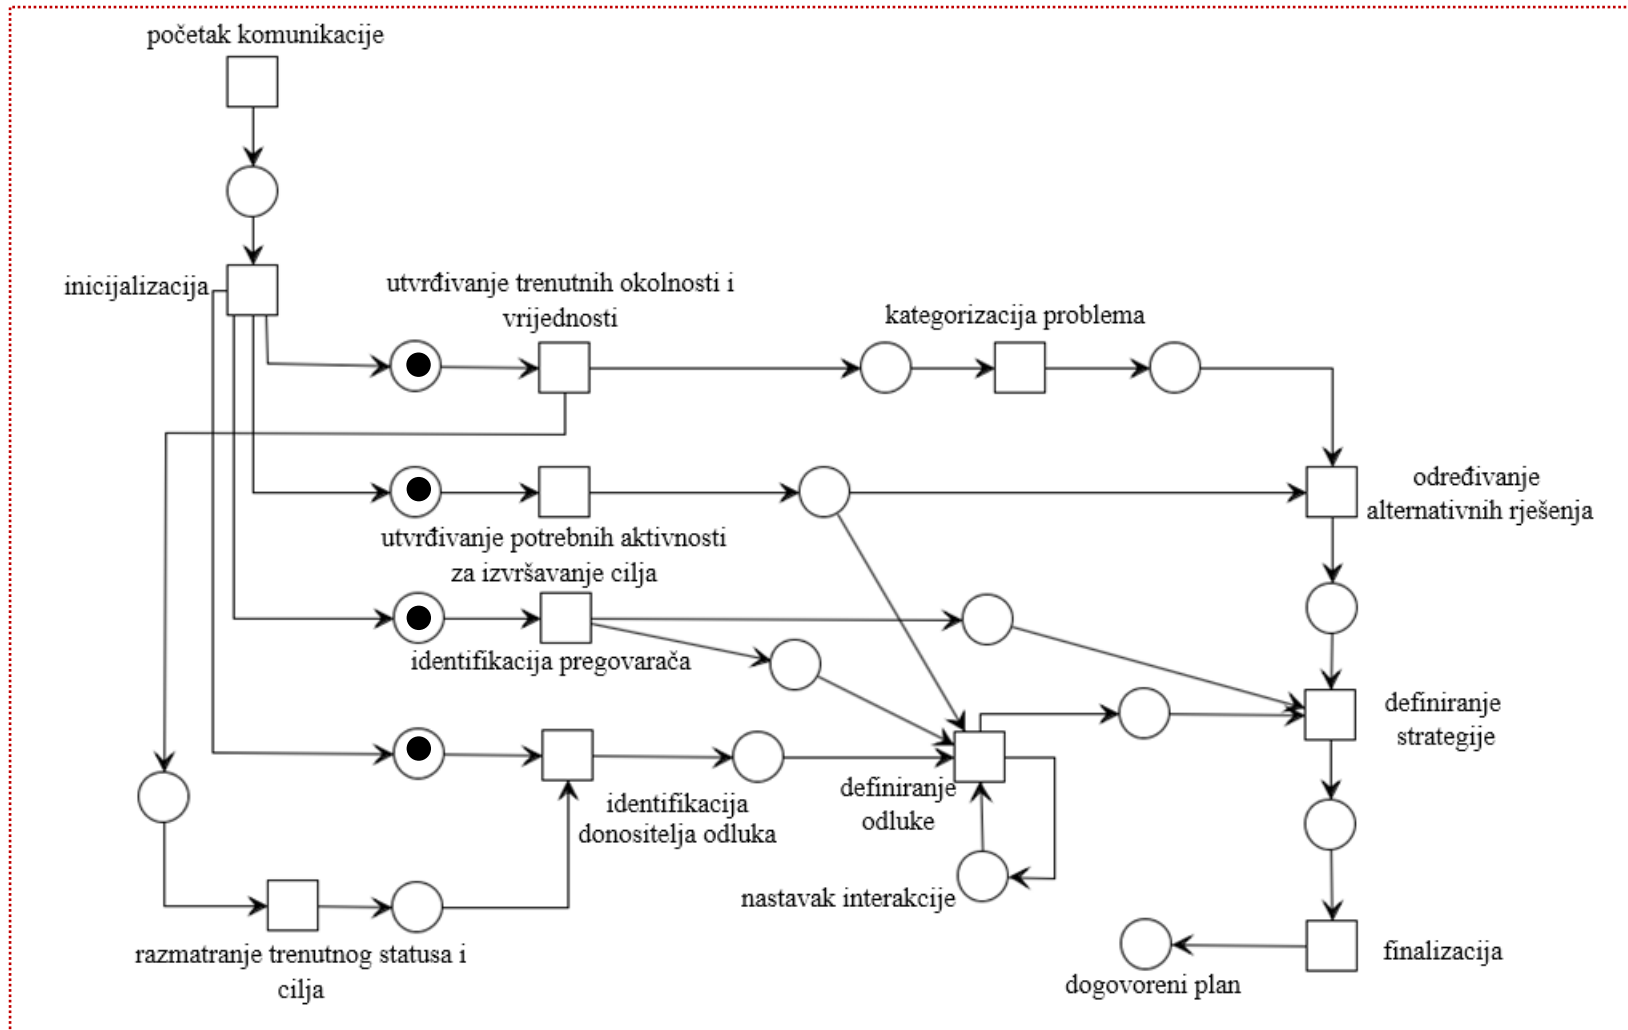 početak komunikacije
inicijalizacija
utvrđivanje trenutnih okolnosti i
vrijednosti
kategorizacija problema
određivanje
alternativnih rješenja
utvrđivanje potrebnih aktivnosti
za izvršavanje cilja
identifikacija pregovarača
definiranje
strategije
identifikacija
donositelja odluka
definiranje
odluke
nastavak interakcije
razmatranje trenutnog statusa i
cilja
finalizacija
dogovoreni plan